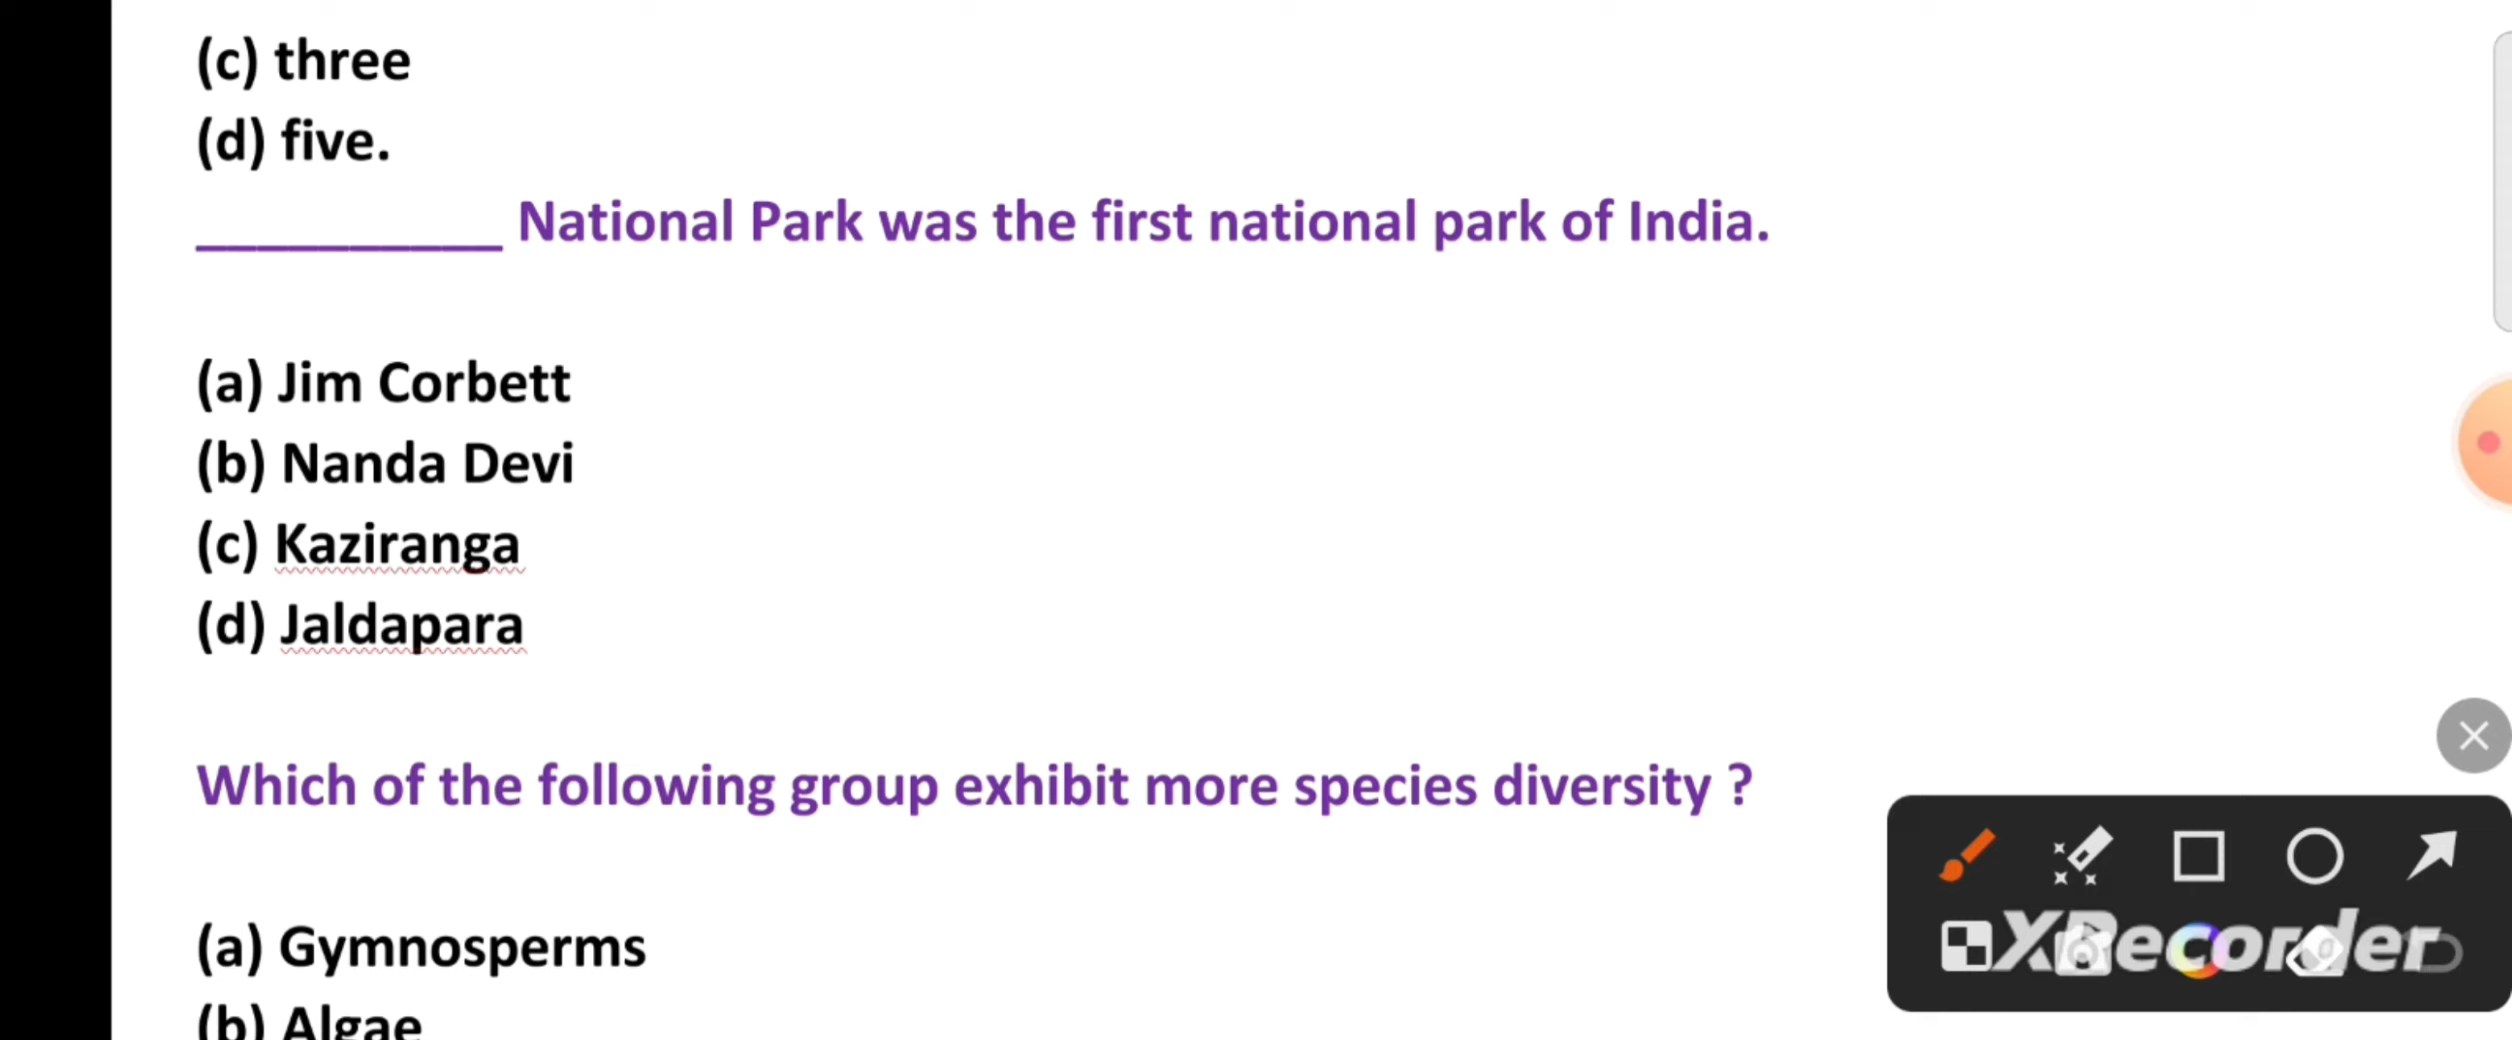 (c) three
(d) five.
__________ National Park was the first national park of India.
(a) Jim Corbett
(b) Nanda Devi
(c) Kaziranga
(d) Jaldapara
Which of the following group exhibit more species diversity ?
(a) Gymnosperms
(b) Algae
XRecorder